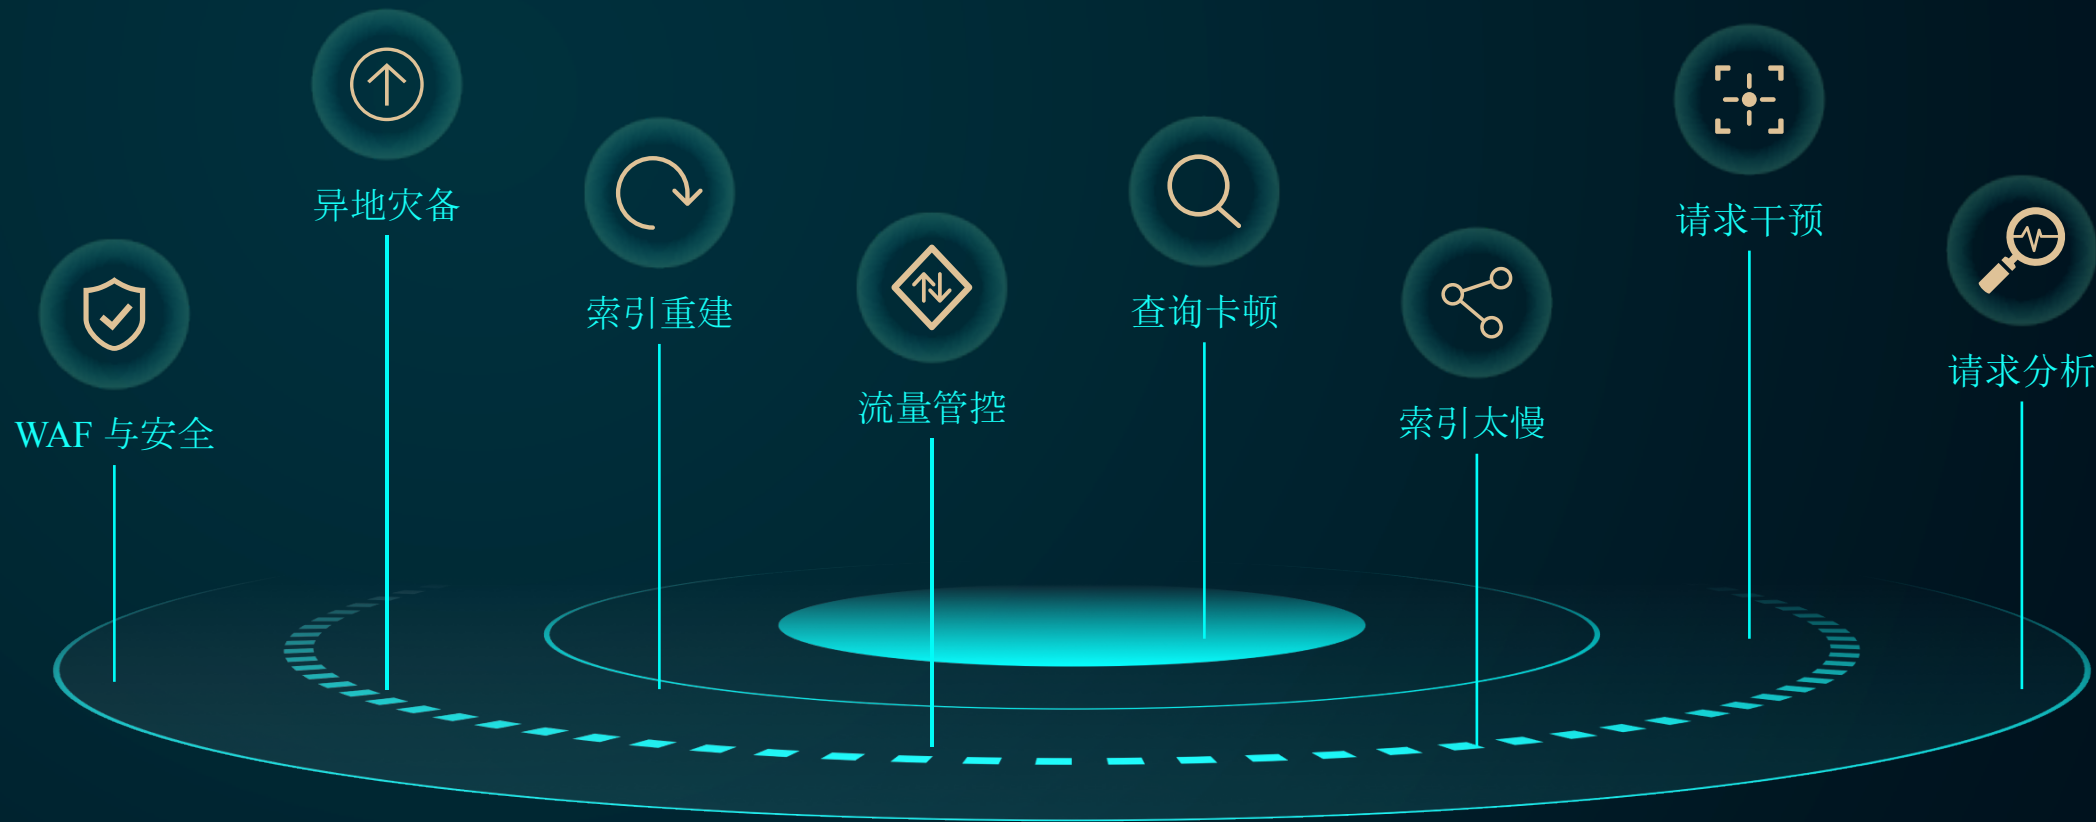 WAF 与安全
异地灾备
索引重建
流量管控
查询卡顿
索引太慢
请求干预
请求分析